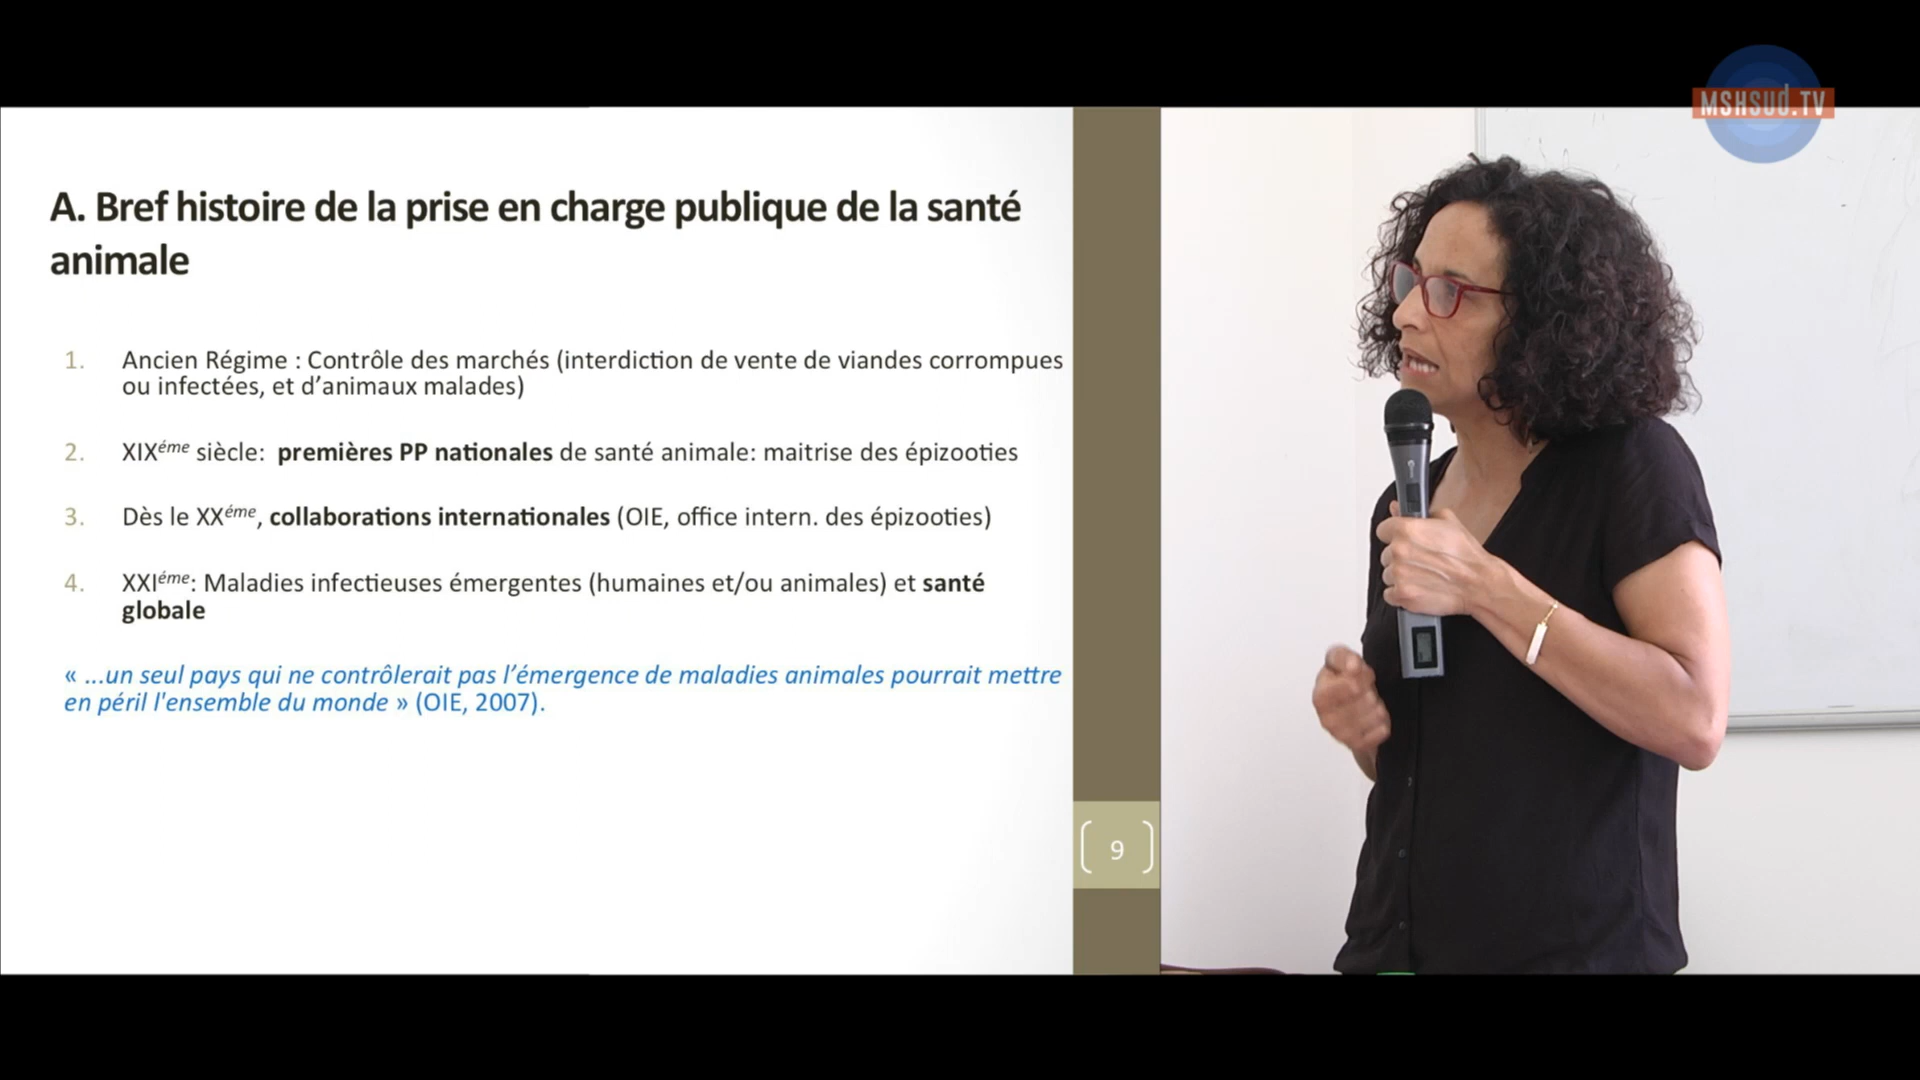 MSHSUd.TV
A. Bref histoire de la prise en charge publique de la santé
animale
1. Ancien Régime : Contrôle des marchés (interdiction de vente de viandes corrompues
ou infectées, et d’animaux malades)
2. XIXéme siècle: premières PP nationales de santé animale: maitrise des épizooties
3. Dès le XXéme, collaborations internationales (OIE, office intern. des épizooties)
4. XXIéme: Maladies infectieuses émergentes (humaines et/ou animales) et santé
globale
« ...un seul pays qui ne contrôlerait pas l’émergence de maladies animales pourrait mettre
en péril l'ensemble du monde » (OIE, 2007).
9